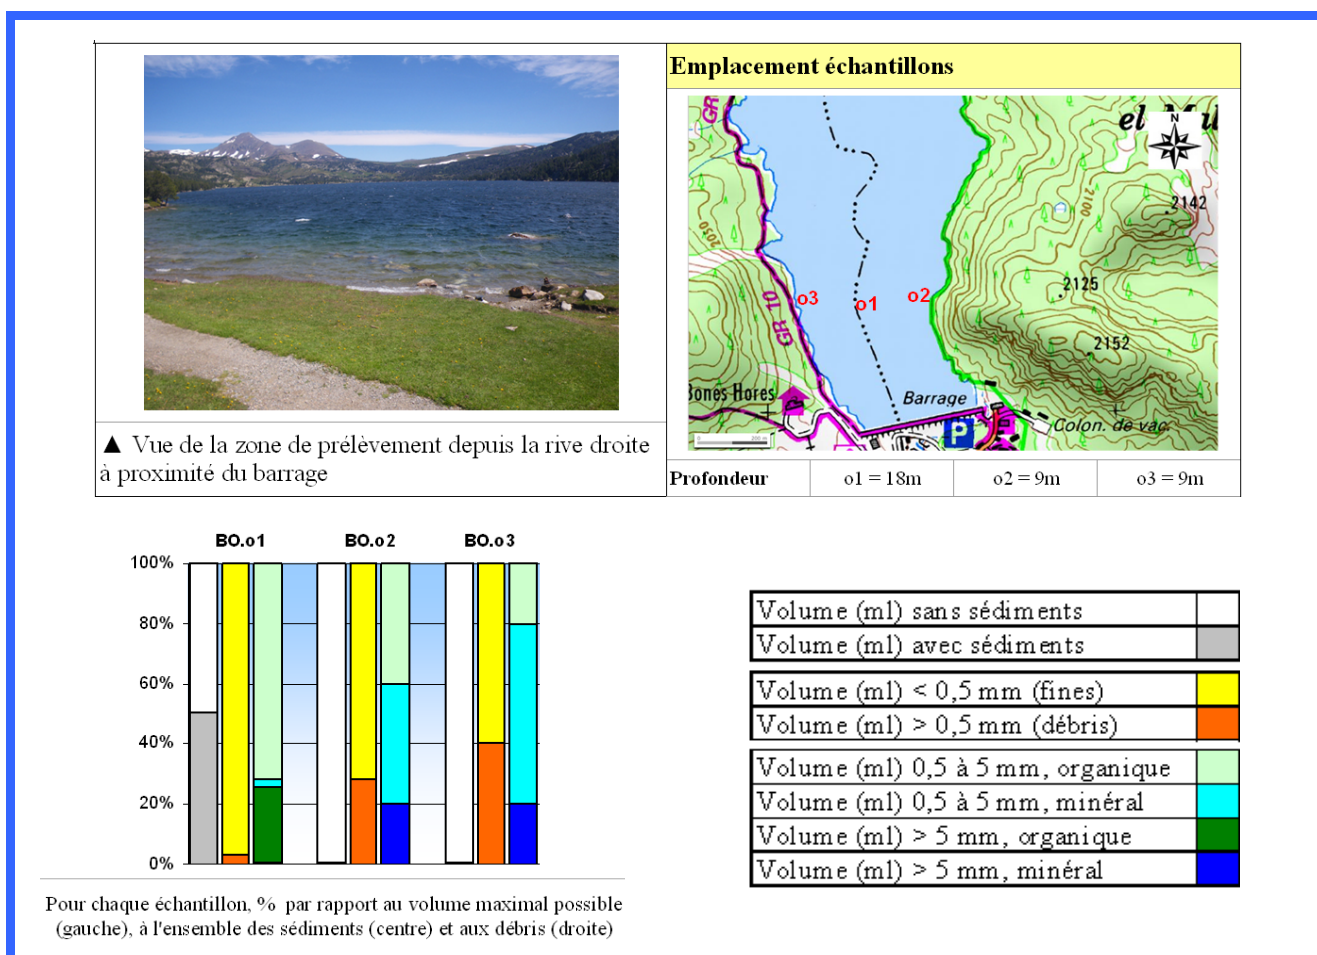 Emplacement échantillons
▲ Vue de la zone de prélèvement depuis la rive droite
à proximité du barrage
GR
N
2142
2100
2050
2125
o3
o1
o2
GR 10
2152
Bones Hores
Barrage
P
Colon. de vac.
0
200 m
Profondeur o1 = 18m o2 = 9m o3 = 9m
BO.o1 BO.o2 BO.o3
100%
80%
60%
40%
20%
0%
Pour chaque échantillon, % par rapport au volume maximal possible
(gauche), à l'ensemble des sédiments (centre) et aux débris (droite)
Volume (ml) sans sédiments
Volume (ml) avec sédiments
Volume (ml) < 0,5 mm (fines)
Volume (ml) > 0,5 mm (débris)
Volume (ml) 0,5 à 5 mm, organique
Volume (ml) 0,5 à 5 mm, minéral
Volume (ml) > 5 mm, organique
Volume (ml) > 5 mm, minéral